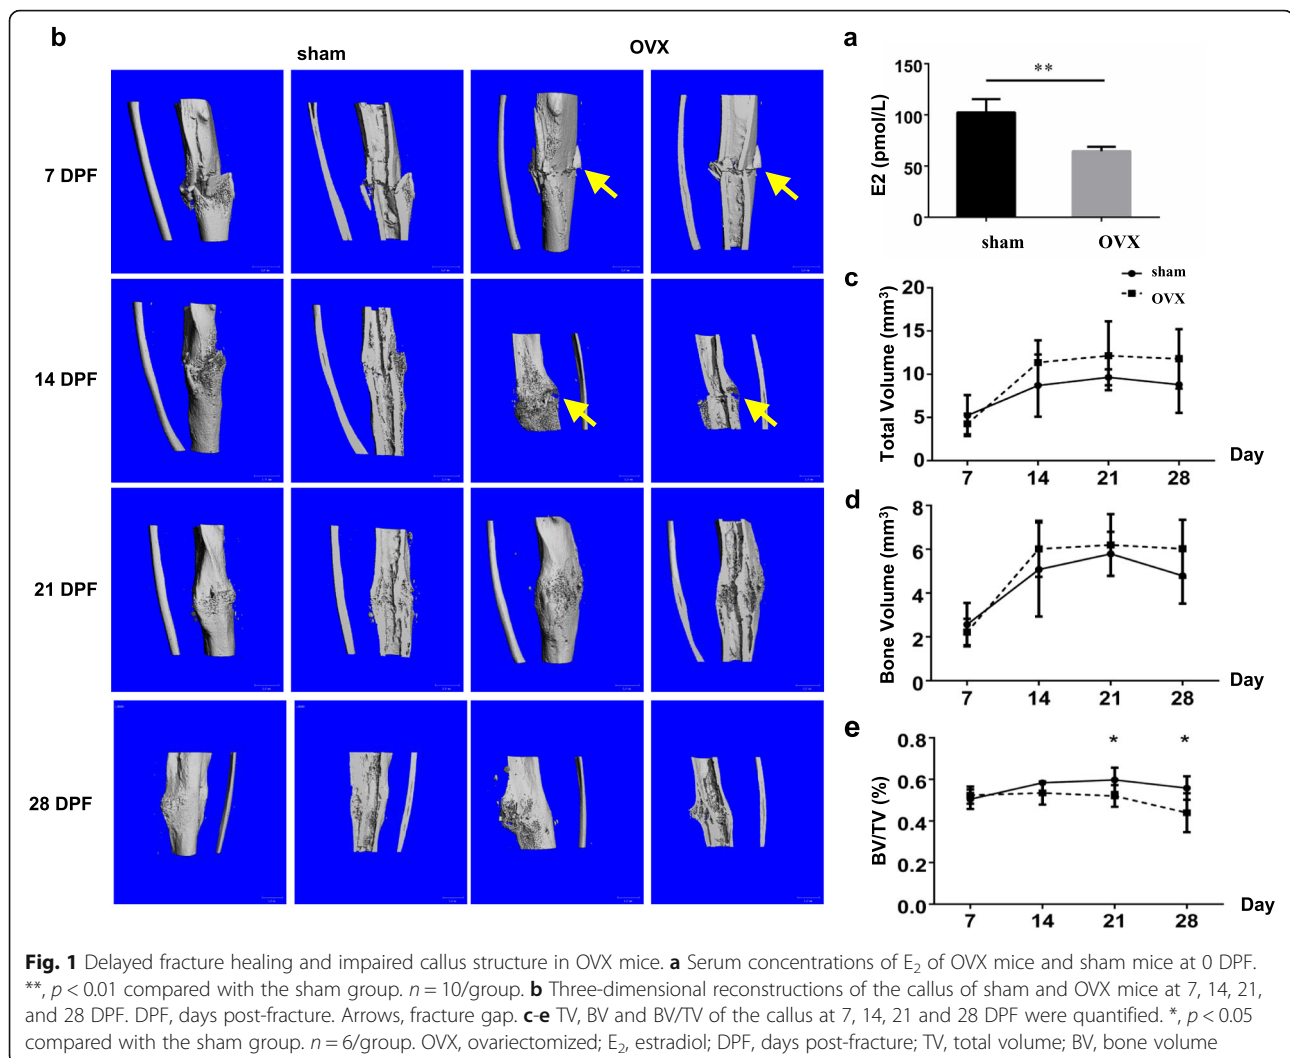 b
sham
OVX
7 DPF
14 DPF
21 DPF
28 DPF
a
150
100
50
0
E2 (pmol/L)
**
sham
OVX
c
sham
OVX
20
15
10
5
0
Total Volume (mm³)
7 14 21 28
Day
d
8
6
4
2
0
Bone Volume (mm³)
7 14 21 28
Day
e
0.8
0.6
0.4
0.2
0.0
BV/TV (%)
* *
7 14 21 28
Day
Fig. 1 Delayed fracture healing and impaired callus structure in OVX mice. a Serum concentrations of E₂ of OVX mice and sham mice at 0 DPF.
**, p < 0.01 compared with the sham group. n = 10/group. b Three-dimensional reconstructions of the callus of sham and OVX mice at 7, 14, 21,
and 28 DPF. DPF, days post-fracture. Arrows, fracture gap. c-e TV, BV and BV/TV of the callus at 7, 14, 21 and 28 DPF were quantified. *, p < 0.05
compared with the sham group. n = 6/group. OVX, ovariectomized; E₂, estradiol; DPF, days post-fracture; TV, total volume; BV, bone volume